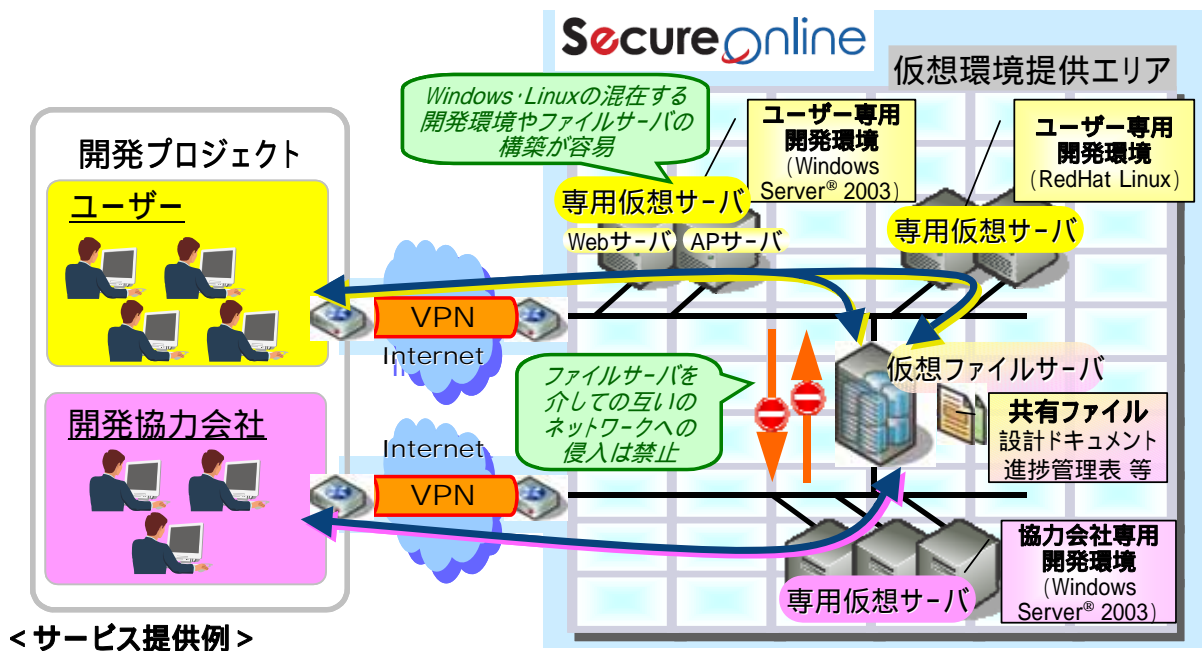 Secureonline
仮想環境提供エリア
Windows・Linuxの混在する
開発環境やファイルサーバの
構築が容易
ユーザー専用
開発環境
(Windows
Server® 2003)
ユーザー専用
開発環境
(RedHat Linux)
開発プロジェクト
ユーザー
専用仮想サーバ
Webサーバ
APサーバ
専用仮想サーバ
VPN
Internet
仮想ファイルサーバ
ファイルサーバを
介しての互いの
ネットワークへの
侵入は禁止
共有ファイル
設計ドキュメント
進捗管理表 等
開発協力会社
Internet
VPN
協力会社専用
開発環境
(Windows
Server® 2003)
専用仮想サーバ
<サービス提供例>